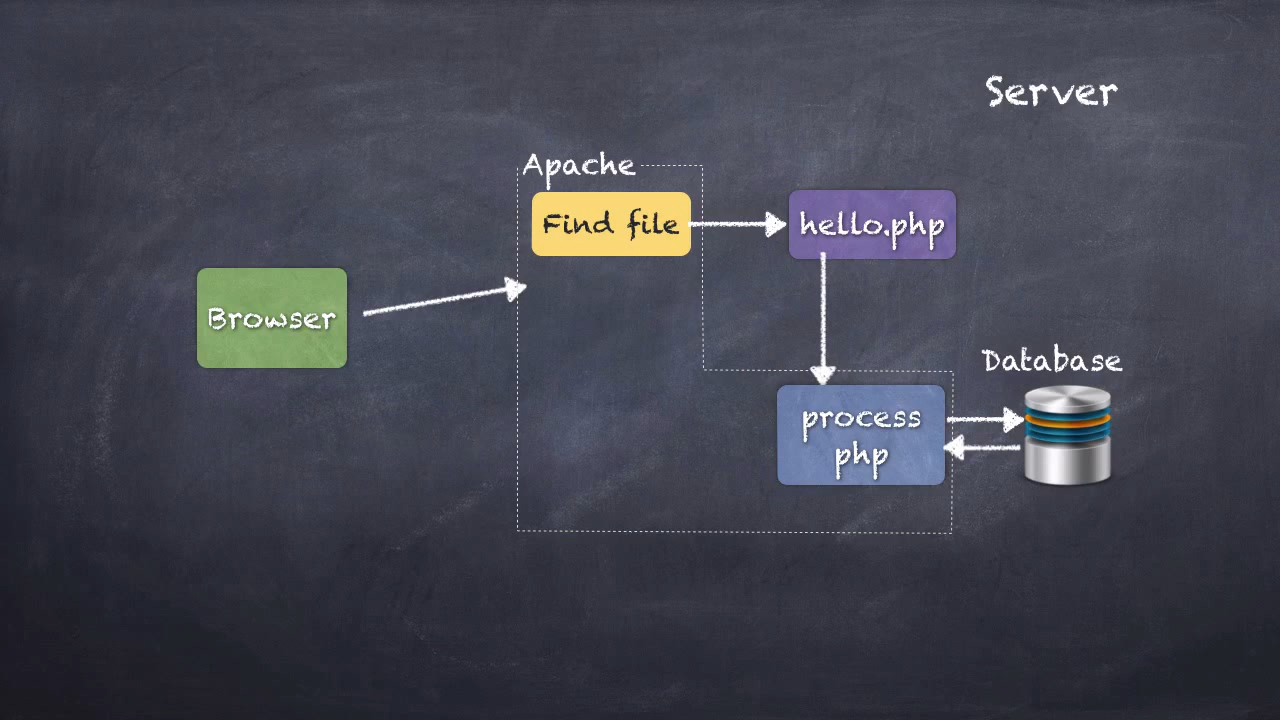 Server
Apache
Find file
hello.php
Browser
Database
process
php